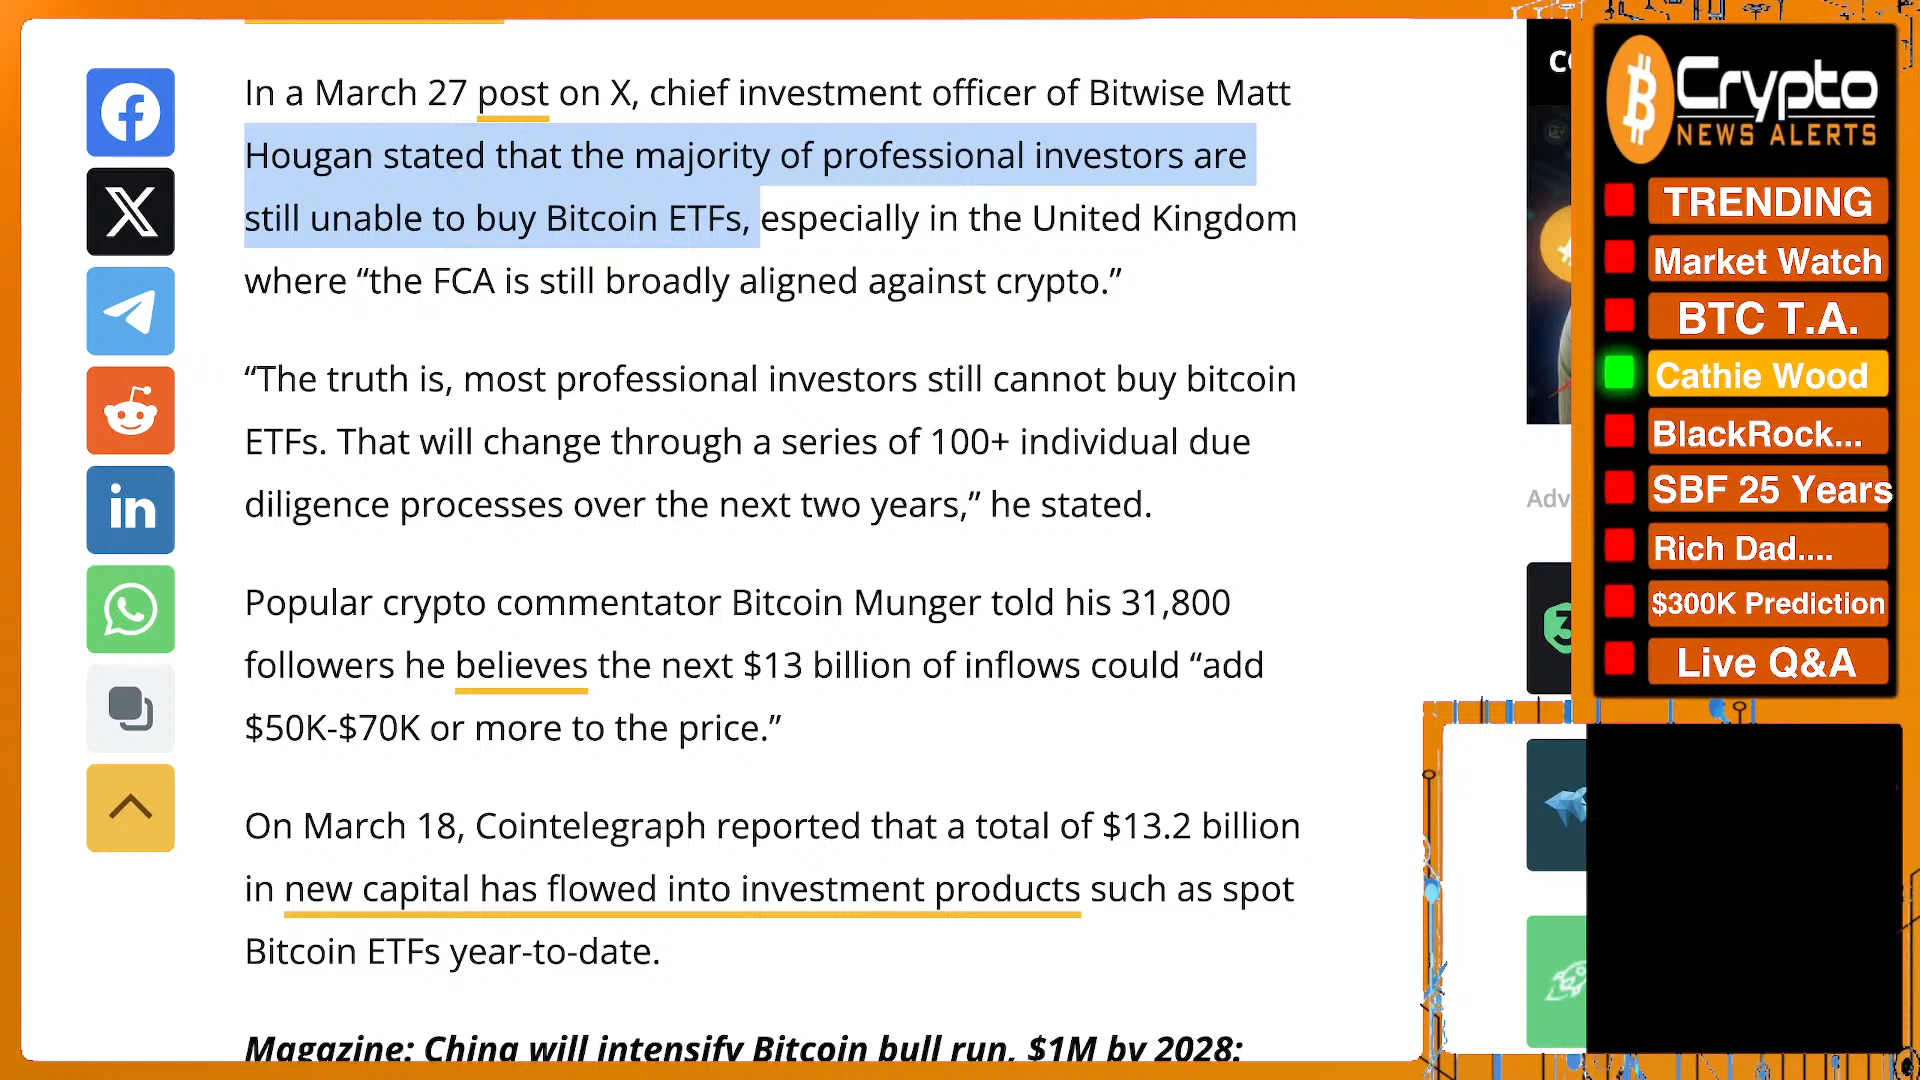 In a March 27 post on X, chief investment officer of Bitwise Matt
Hougan stated that the majority of professional investors are
still unable to buy Bitcoin ETFs, especially in the United Kingdom
where “the FCA is still broadly aligned against crypto.”
“The truth is, most professional investors still cannot buy bitcoin
ETFs. That will change through a series of 100+ individual due
diligence processes over the next two years,” he stated.
Popular crypto commentator Bitcoin Munger told his 31,800
followers he believes the next $13 billion of inflows could “add
$50K-$70K or more to the price.”
On March 18, Cointelegraph reported that a total of $13.2 billion
in new capital has flowed into investment products such as spot
Bitcoin ETFs year-to-date.
Magazine: China will intensify Bitcoin bull run, $1M by 2028:
Adv
Crypto
NEWS ALERTS
TRENDING
Market Watch
BTC T.A.
Cathie Wood
BlackRock...
SBF 25 Years
Rich Dad....
$300K Prediction
Live Q&A